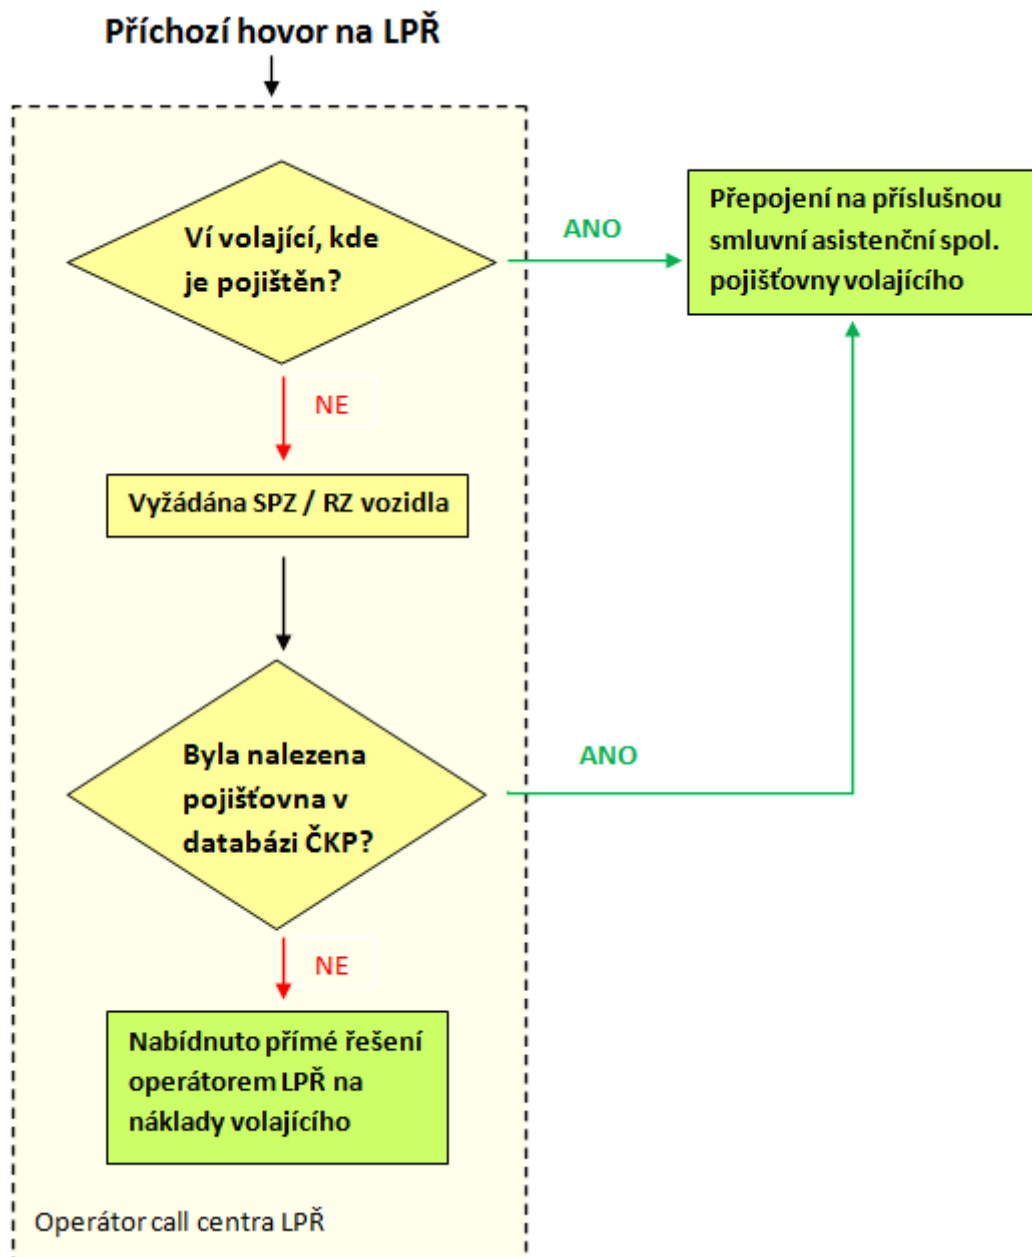 Příchozí hovor na LPŘ
Ví volající, kde
je pojištěn?
ANO
Přepojení na příslušnou
smluvní asistenční spol.
pojišťovny volajícího
NE
Vyžádána SPZ / RZ vozidla
Byla nalezena
pojišťovna v
databázi ČKP?
ANO
NE
Nabídnuto přímé řešení
operátorem LPŘ na
náklady volajícího
Operátor call centra LPŘ